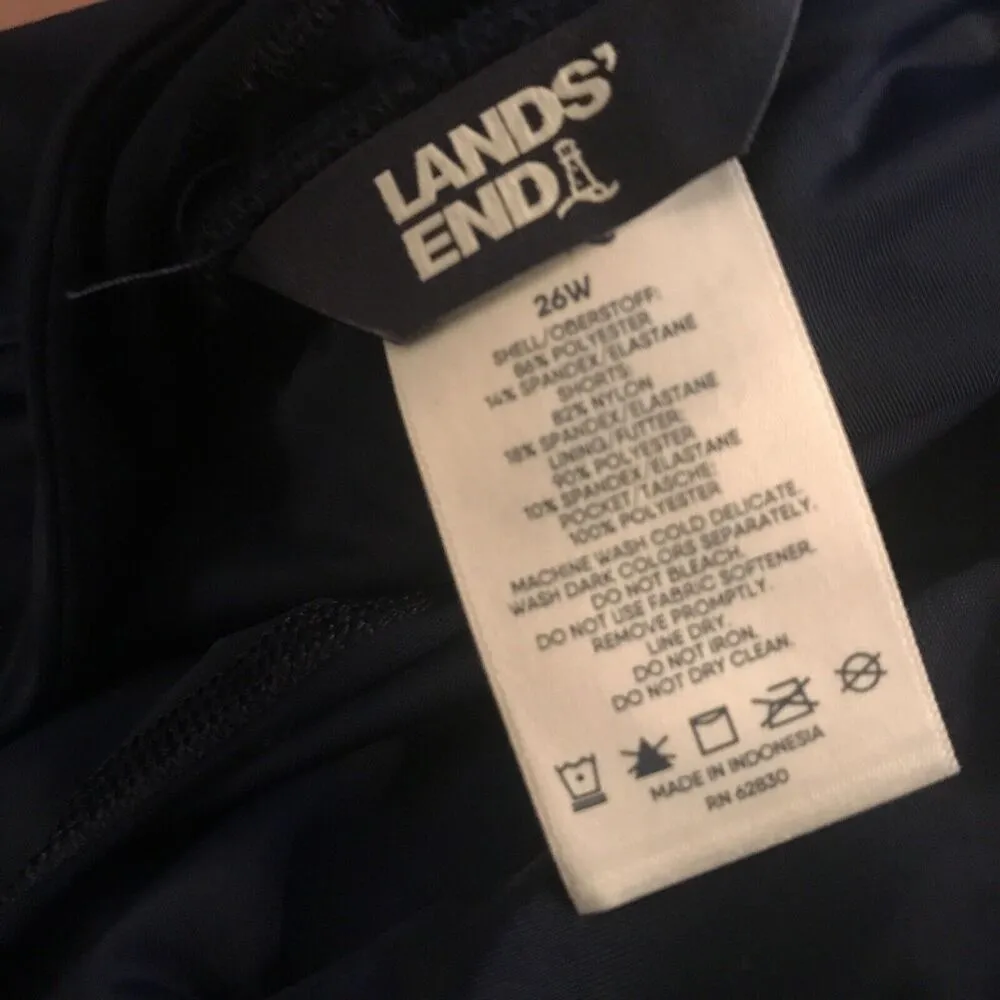 LANDS'
END
26W
SHELL/OBERSTOFF:
86% POLYESTER
14% SPANDEX/ELASTANE
SHORTS:
82% NYLON
18% SPANDEX/ELASTANE
LINING/FUTTER:
90% POLYESTER
10% SPANDEX/ELASTANE
POCKET/TASCHE:
100% POLYESTER
MACHINE WASH COLD DELICATE.
WASH DARK COLORS SEPARATELY.
DO NOT BLEACH.
DO NOT USE FABRIC SOFTENER.
REMOVE PROMPTLY.
LINE DRY.
DO NOT IRON.
DO NOT DRY CLEAN.
MADE IN INDONESIA
RN 62830